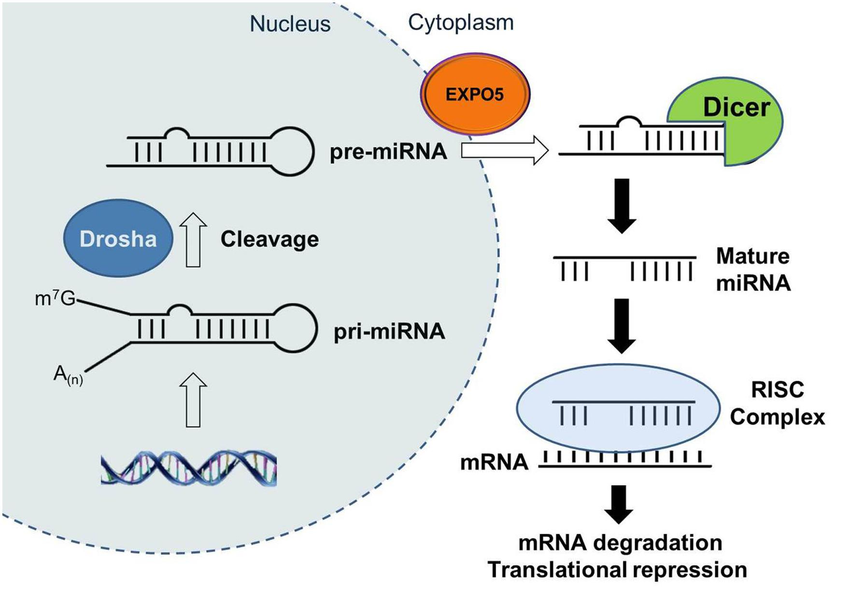 Nucleus
Cytoplasm
EXPO5
Dicer
pre-miRNA
Drosha
Cleavage
m⁷G
pri-miRNA
A₍ₙ₎
Mature
miRNA
RISC
Complex
mRNA
mRNA degradation
Translational repression